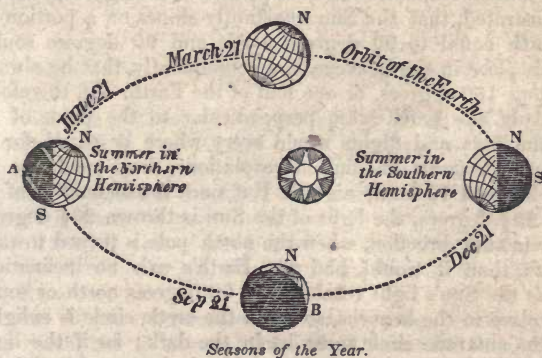 N
March 21
Orbit of the Earth
June 21
N
A
Summer in
the Northern
Hemisphere
S
Summer in
the Southern
Hemisphere
N
S
Dec 21
Sep 21
N
B
Seasons of the Year.